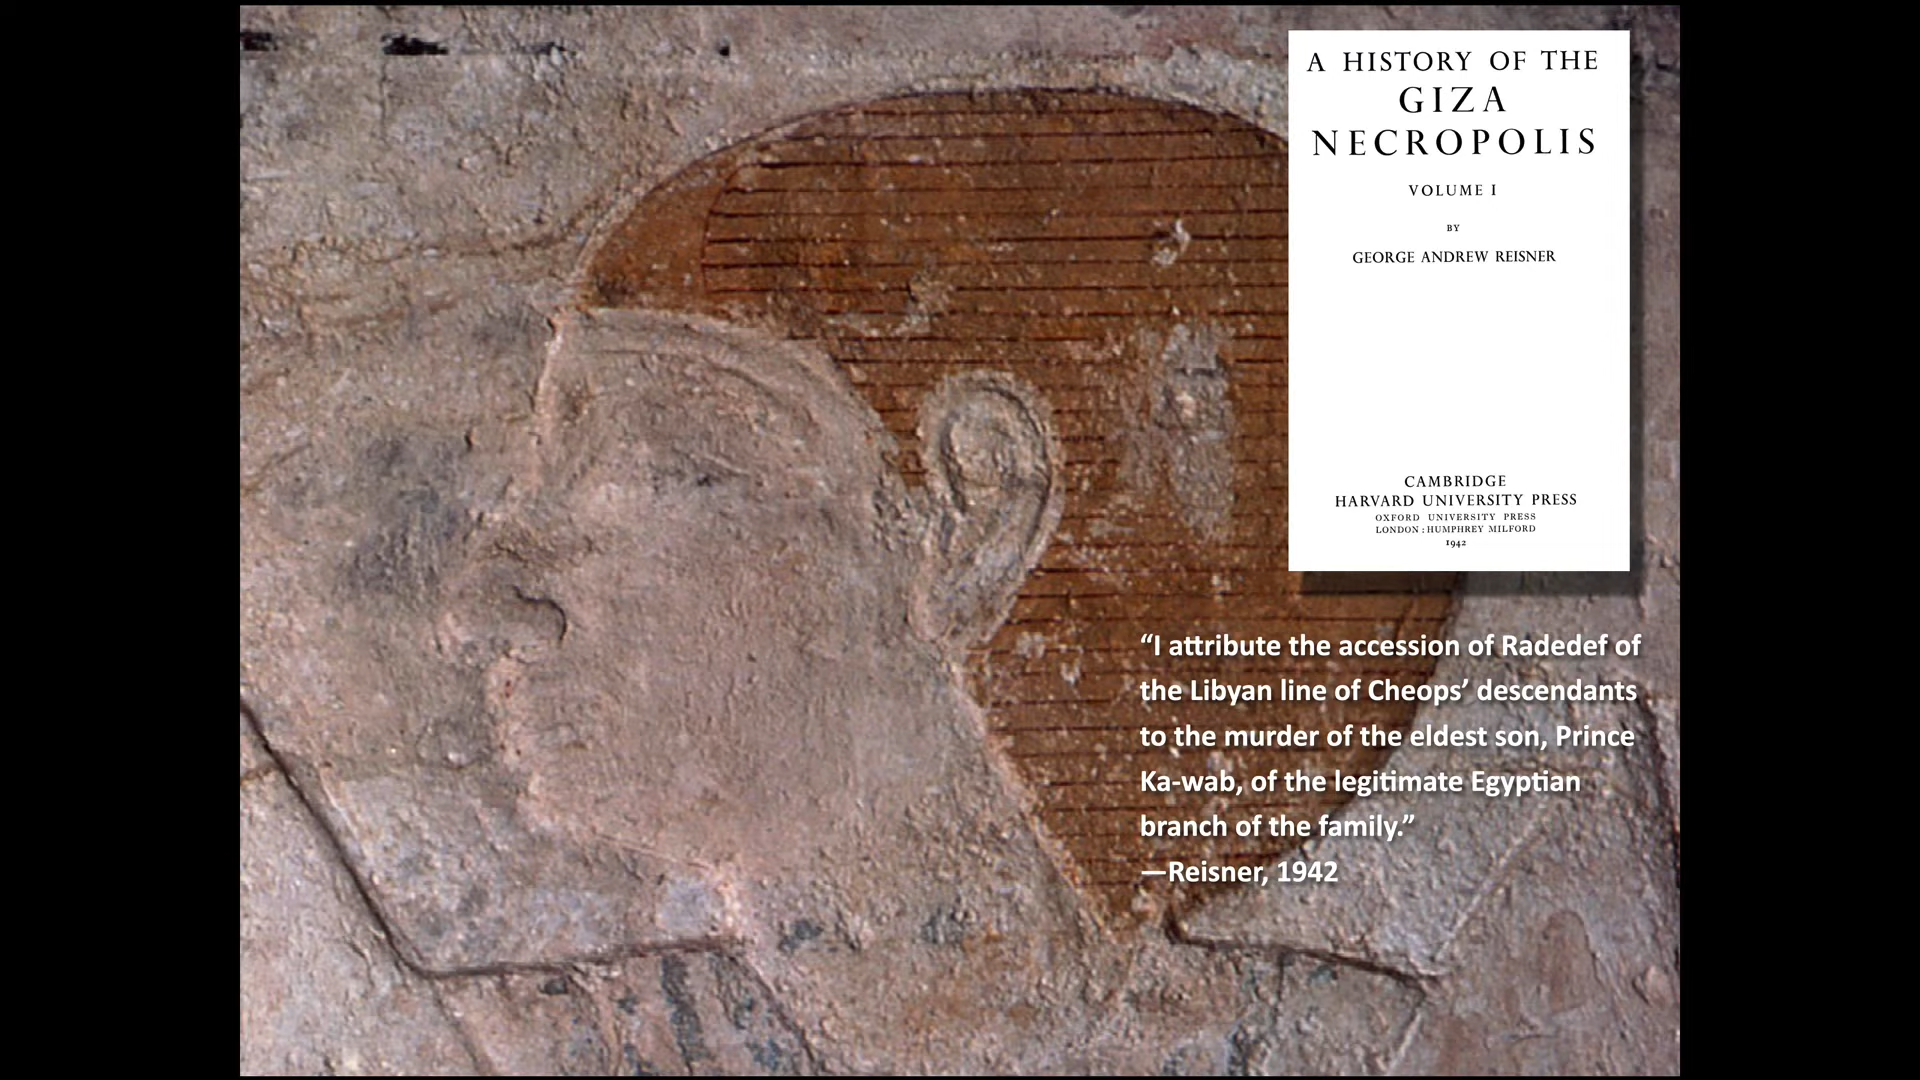 A HISTORY OF THE
GIZA
NECROPOLIS
VOLUME I
BY
GEORGE ANDREW REISNER
CAMBRIDGE
HARVARD UNIVERSITY PRESS
OXFORD UNIVERSITY PRESS
LONDON : HUMPHREY MILFORD
1942
“I attribute the accession of Radedef of
the Libyan line of Cheops’ descendants
to the murder of the eldest son, Prince
Ka-wab, of the legitimate Egyptian
branch of the family.”
—Reisner, 1942